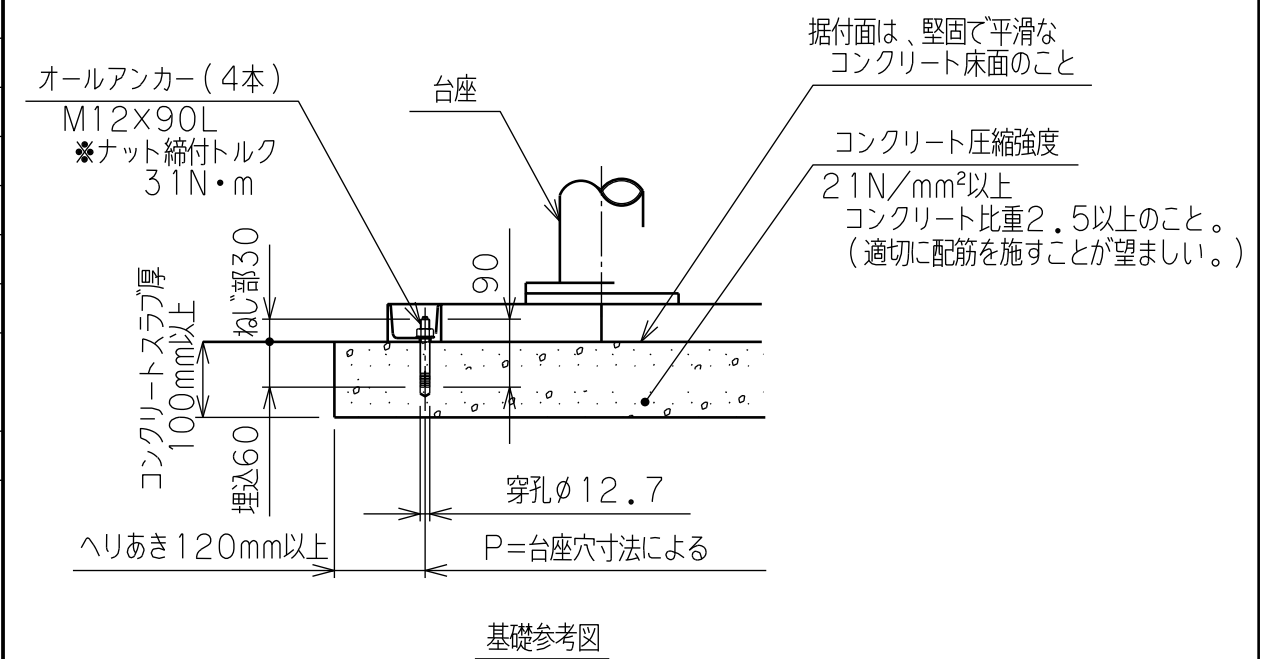 据付面は、堅固で平滑な
コンクリート床面のこと
オールアンカー(4本)
M12×90L
※ナット締付トルク
31N・m
台座
コンクリート圧縮強度
21N/mm²以上
コンクリート比重2.5以上のこと。
(適切に配筋を施すことが望ましい。)
ねじ部30
90
コンクリートスラブ厚
100mm以上
埋込60
穿孔φ12.7
へりあき120mm以上
P=台座穴寸法による
基礎参考図